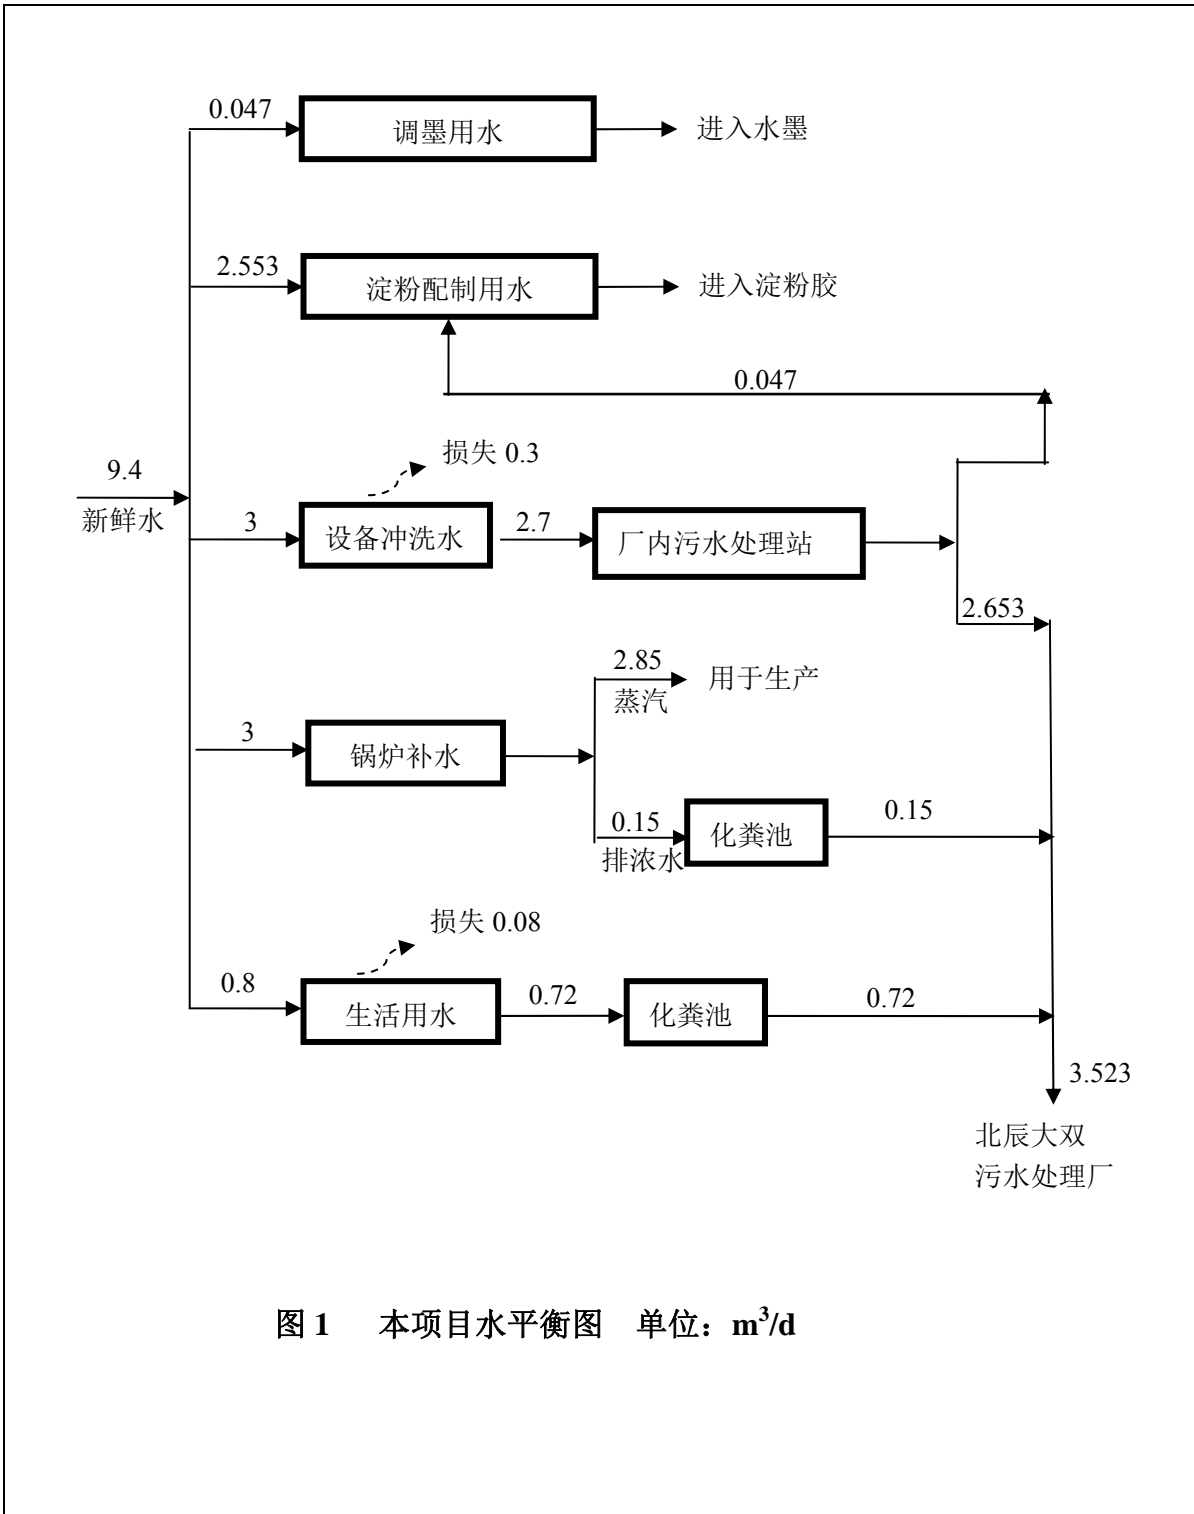 0.047
调墨用水
进入水墨
2.553
淀粉配制用水
进入淀粉胶
0.047
损失 0.3
9.4
新鲜水
3
设备冲洗水
2.7
厂内污水处理站
2.653
2.85
蒸汽
用于生产
3
锅炉补水
0.15
排浓水
化粪池
0.15
损失 0.08
0.8
生活用水
0.72
化粪池
0.72
3.523
北辰大双
污水处理厂
图 1 本项目水平衡图 单位：m³/d